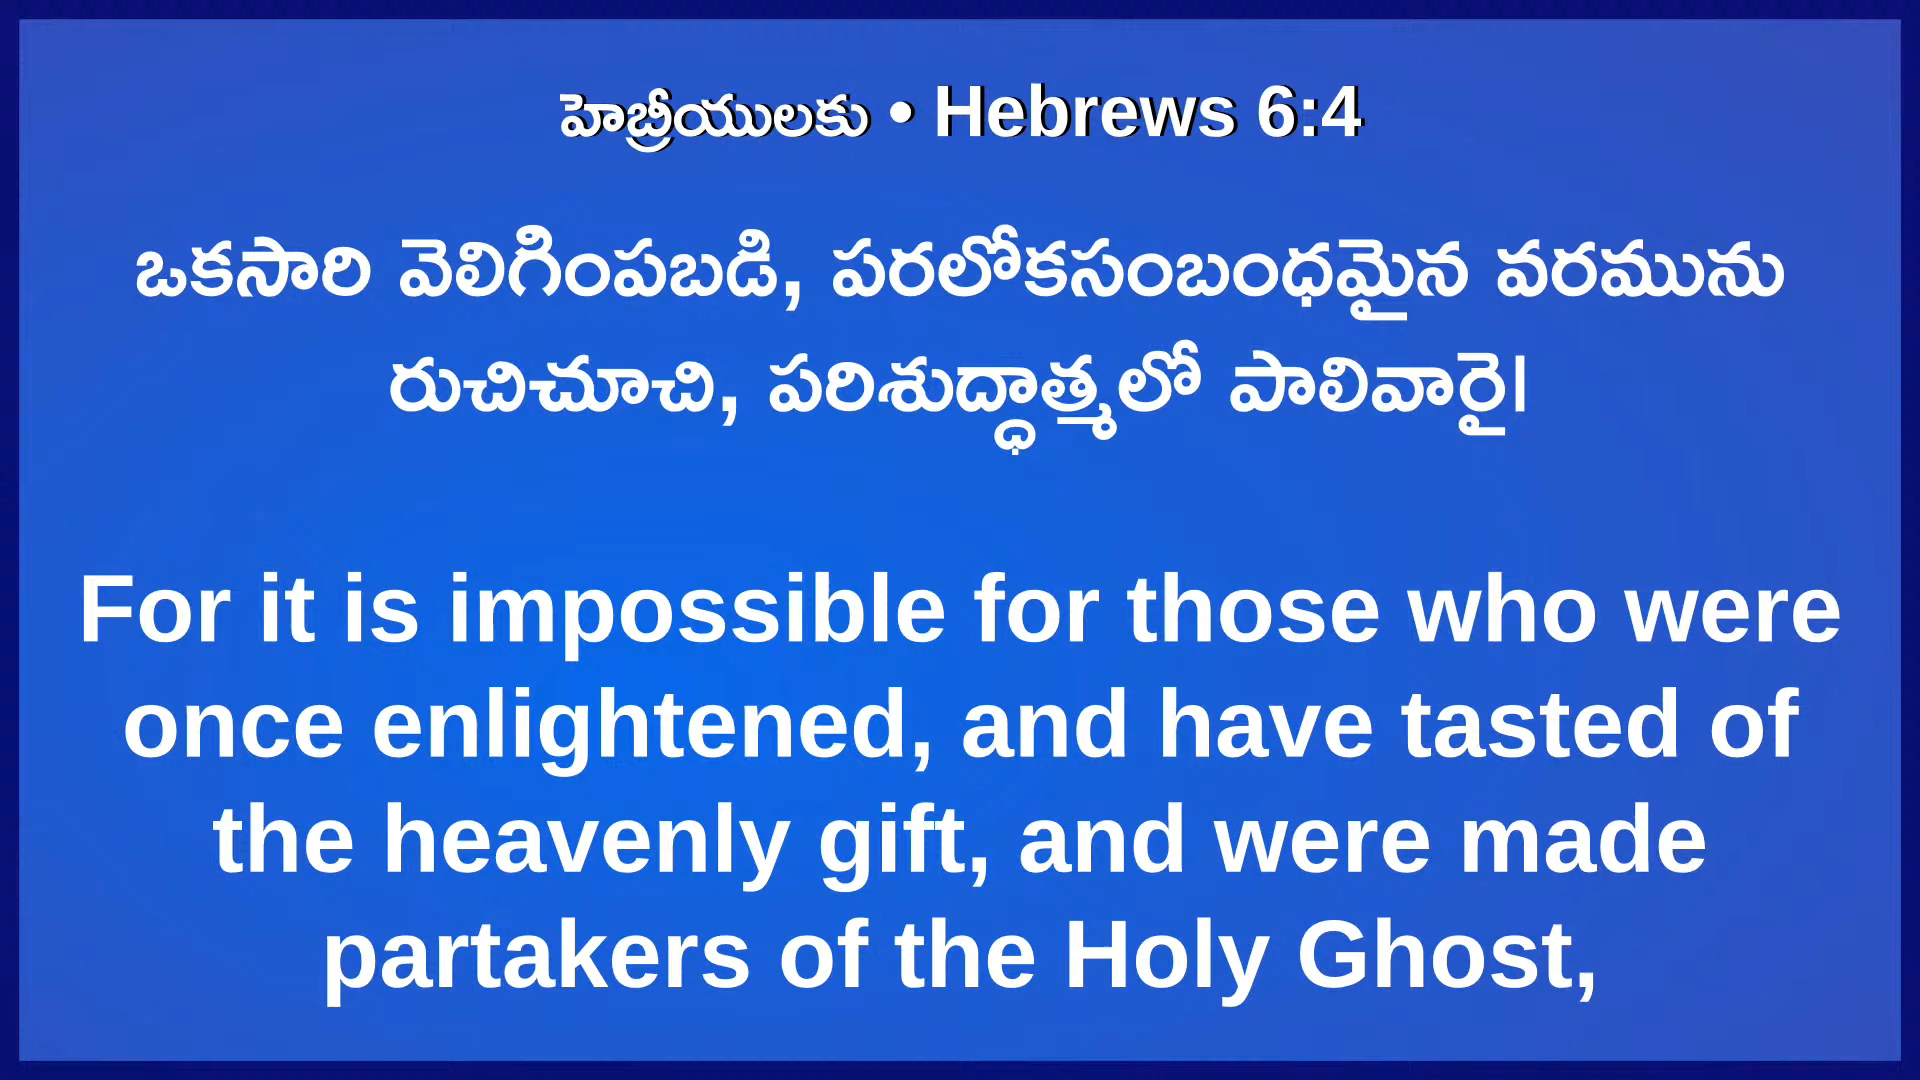 హెబ్రీయులకు • Hebrews 6:4
ఒకసారి వెలిగింపబడి, పరలోకసంబంధమైన వరమును
రుచిచూచి, పరిశుద్ధాత్మలో పాలివారై।
For it is impossible for those who were
once enlightened, and have tasted of
the heavenly gift, and were made
partakers of the Holy Ghost,